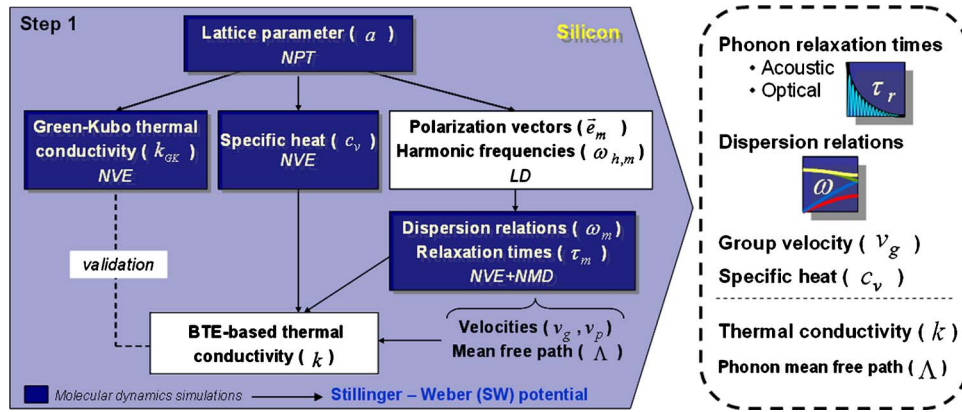 Step 1
Silicon
Lattice parameter ( a )
NPT
Green-Kubo thermal
conductivity ( k_GK )
NVE
Specific heat ( c_v )
NVE
Polarization vectors ( e⃗_m )
Harmonic frequencies ( ω_h,m )
LD
Dispersion relations ( ω_m )
Relaxation times ( τ_m )
NVE+NMD
validation
BTE-based thermal
conductivity ( k )
Velocities ( v_g , v_p )
Mean free path ( Λ )
Molecular dynamics simulations
Stillinger – Weber (SW) potential
Phonon relaxation times
• Acoustic
• Optical
τ_r
Dispersion relations
ω
Group velocity ( v_g )
Specific heat ( c_v )
Thermal conductivity ( k )
Phonon mean free path ( Λ )